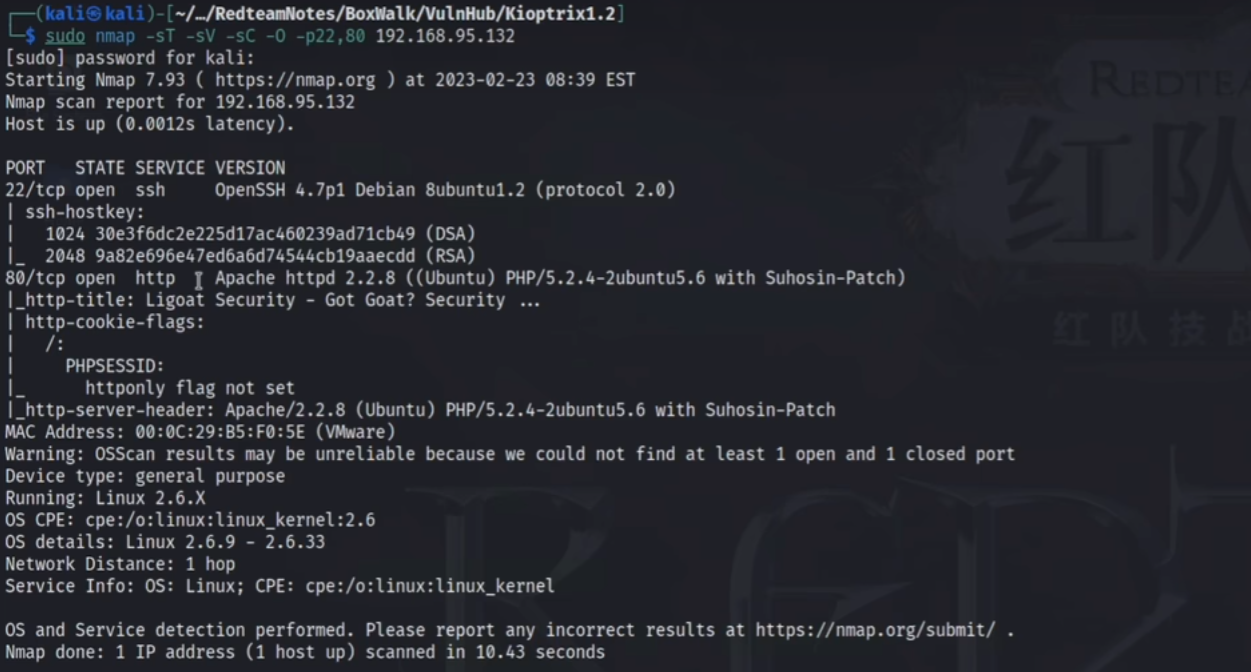 (kali㉿kali)-[~/…/RedteamNotes/BoxWalk/VulnHub/Kioptrix1.2]
$ sudo nmap -sT -sV -sC -O -p22,80 192.168.95.132
[sudo] password for kali:
Starting Nmap 7.93 ( https://nmap.org ) at 2023-02-23 08:39 EST
Nmap scan report for 192.168.95.132
Host is up (0.0012s latency).
PORT   STATE SERVICE VERSION
22/tcp open  ssh     OpenSSH 4.7p1 Debian 8ubuntu1.2 (protocol 2.0)
| ssh-hostkey:
|   1024 30e3f6dc2e225d17ac460239ad71cb49 (DSA)
|_  2048 9a82e696e47ed6a6d74544cb19aaecdd (RSA)
80/tcp open  http    Apache httpd 2.2.8 ((Ubuntu) PHP/5.2.4-2ubuntu5.6 with Suhosin-Patch)
|_http-title: Ligoat Security - Got Goat? Security ...
| http-cookie-flags:
|   /:
|     PHPSESSID:
|_      httponly flag not set
|_http-server-header: Apache/2.2.8 (Ubuntu) PHP/5.2.4-2ubuntu5.6 with Suhosin-Patch
MAC Address: 00:0C:29:B5:F0:5E (VMware)
Warning: OSScan results may be unreliable because we could not find at least 1 open and 1 closed port
Device type: general purpose
Running: Linux 2.6.X
OS CPE: cpe:/o:linux:linux_kernel:2.6
OS details: Linux 2.6.9 - 2.6.33
Network Distance: 1 hop
Service Info: OS: Linux; CPE: cpe:/o:linux:linux_kernel
OS and Service detection performed. Please report any incorrect results at https://nmap.org/submit/ .
Nmap done: 1 IP address (1 host up) scanned in 10.43 seconds
REDTEA
红队
红队技战